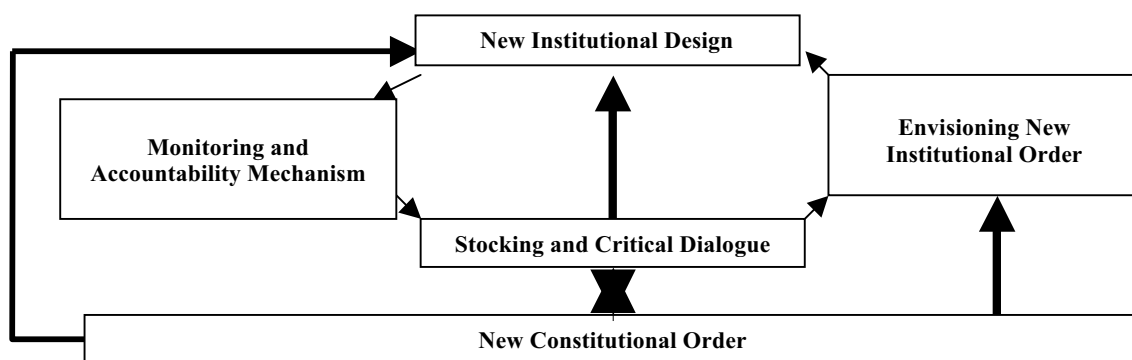 New Institutional Design
Monitoring and
Accountability Mechanism
Envisioning New
Institutional Order
Stocking and Critical Dialogue
New Constitutional Order